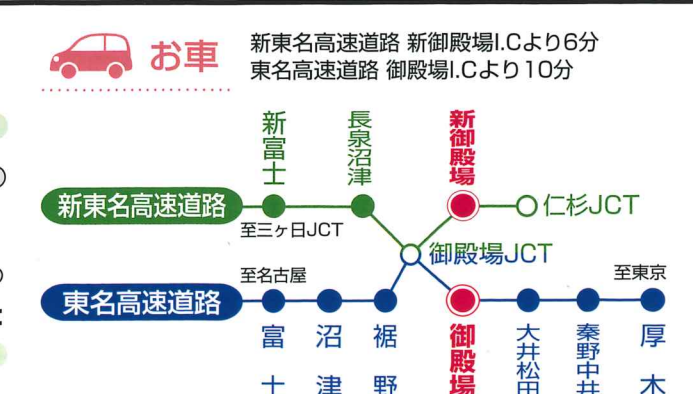 お車
新東名高速道路 新御殿場I.Cより6分
東名高速道路 御殿場I.Cより10分
新富士
長泉沼津
新御殿場
新東名高速道路
仁杉JCT
至三ヶ日JCT
御殿場JCT
至名古屋
至東京
東名高速道路
富士
沼津
裾野
御殿場
大井松田
秦野中井
厚木